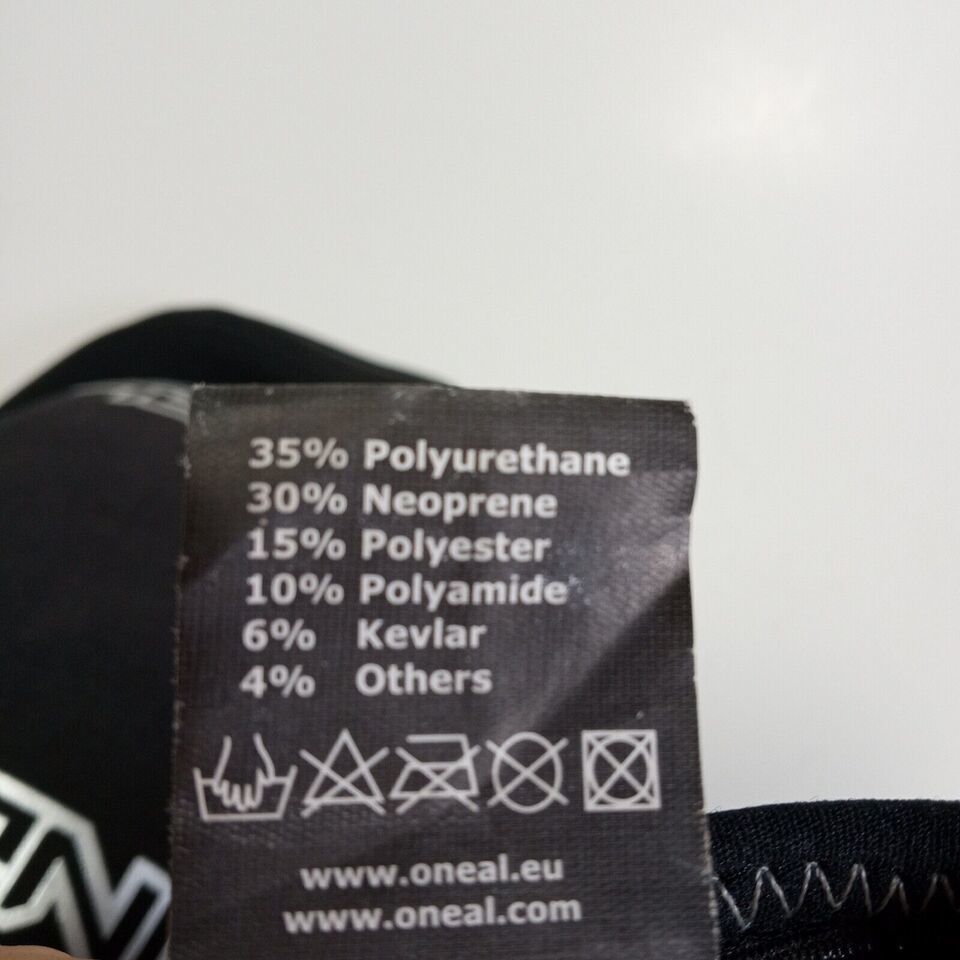 35% Polyurethane
30% Neoprene
15% Polyester
10% Polyamide
6% Kevlar
4% Others
www.oneal.eu
www.oneal.com